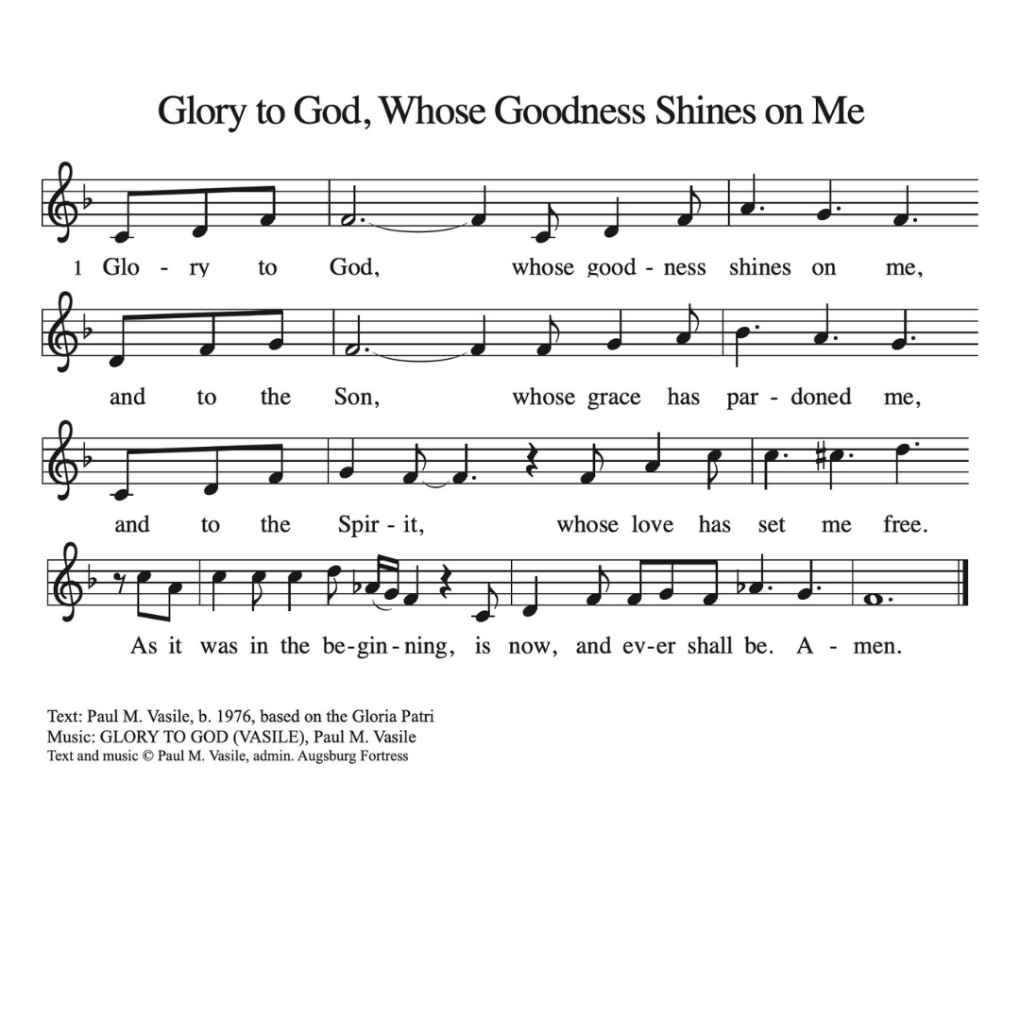 Glory to God, Whose Goodness Shines on Me
1 Glo - ry to God, whose good - ness shines on me,
and to the Son, whose grace has par - doned me,
and to the Spir - it, whose love has set me free.
As it was in the be-gin - ning, is now, and ev-er shall be. A - men.
Text: Paul M. Vasile, b. 1976, based on the Gloria Patri
Music: GLORY TO GOD (VASILE), Paul M. Vasile
Text and music © Paul M. Vasile, admin. Augsburg Fortress